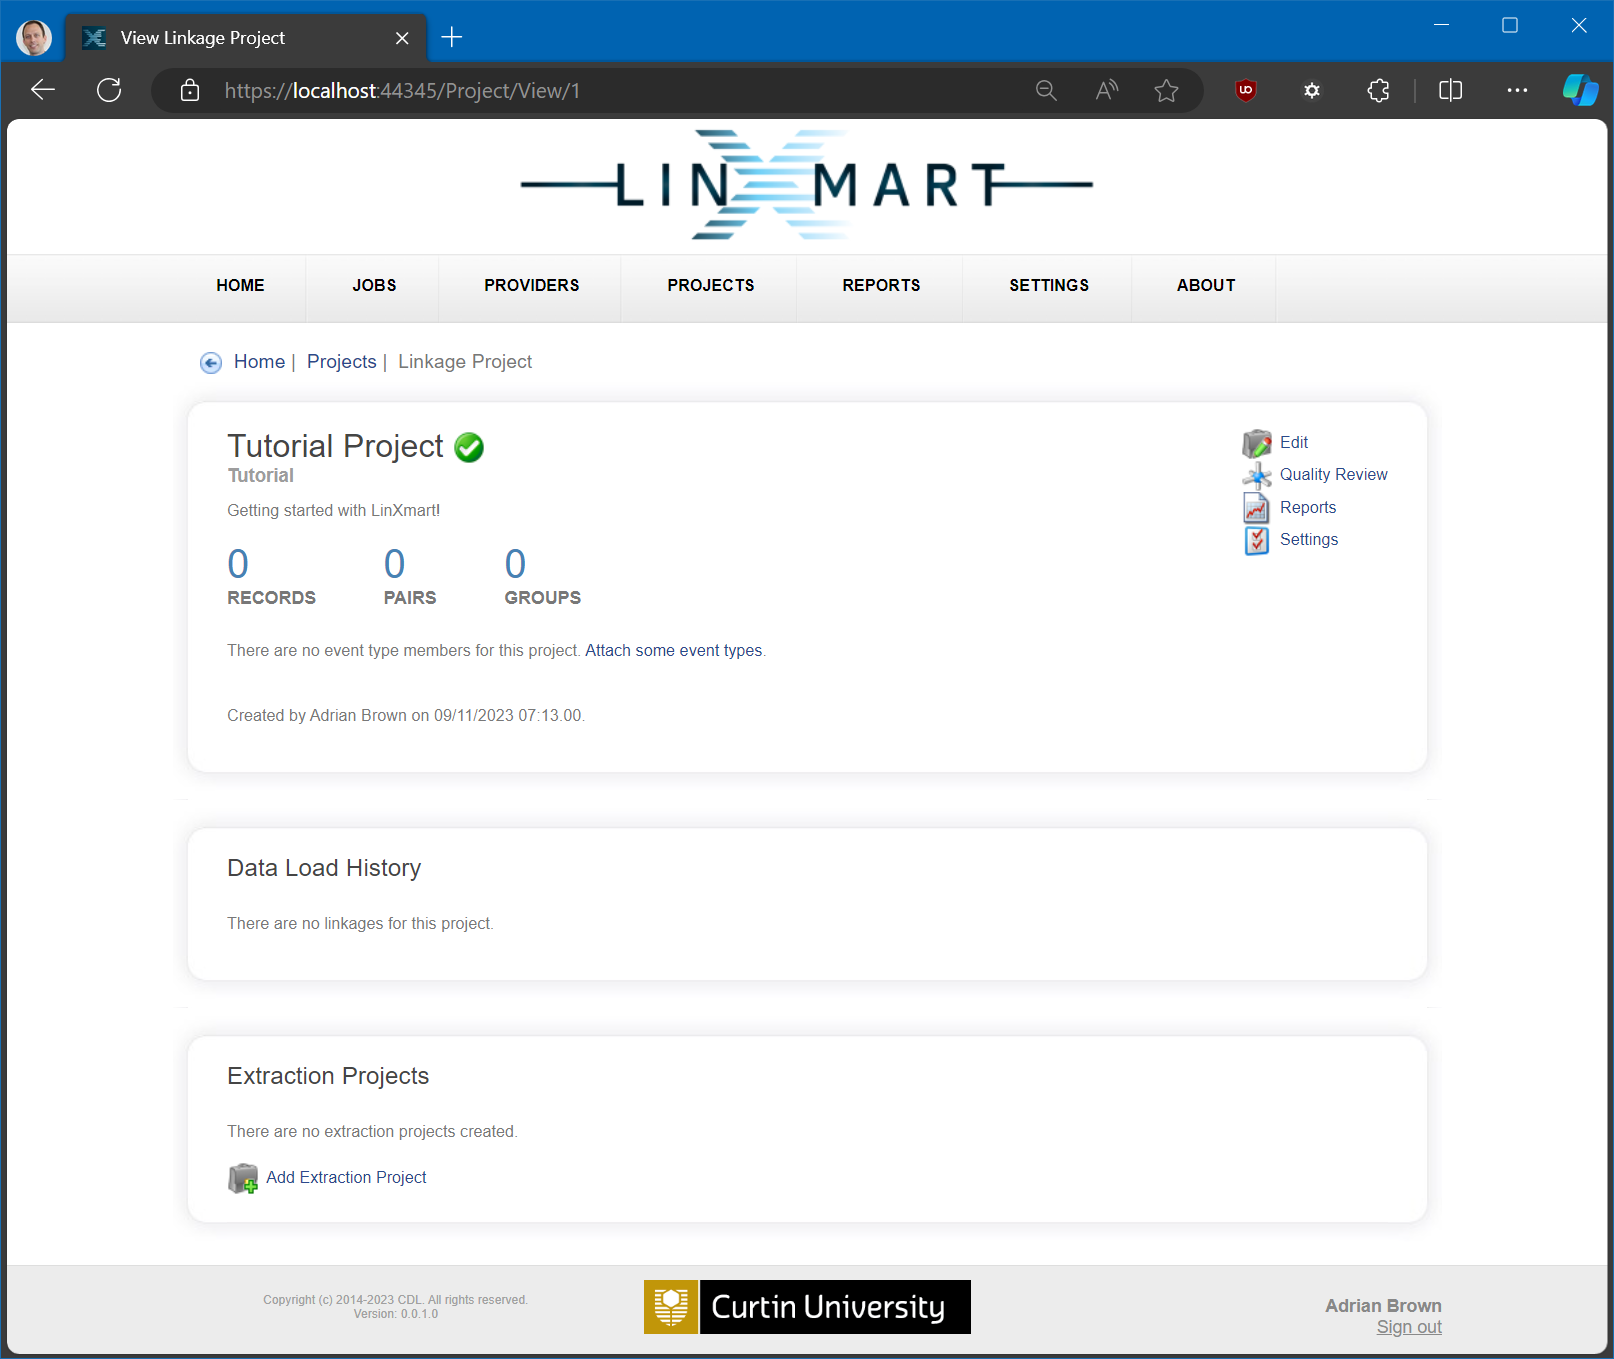 View Linkage Project
https://localhost:44345/Project/View/1
LINXMART
HOME JOBS PROVIDERS PROJECTS REPORTS SETTINGS ABOUT
Home | Projects | Linkage Project
Tutorial Project
Tutorial
Getting started with LinXmart!
0 0 0
RECORDS PAIRS GROUPS
There are no event type members for this project. Attach some event types.
Created by Adrian Brown on 09/11/2023 07:13.00.
Edit
Quality Review
Reports
Settings
Data Load History
There are no linkages for this project.
Extraction Projects
There are no extraction projects created.
Add Extraction Project
Copyright (c) 2014-2023 CDL. All rights reserved.
Version: 0.0.1.0
Curtin University
Adrian Brown
Sign out